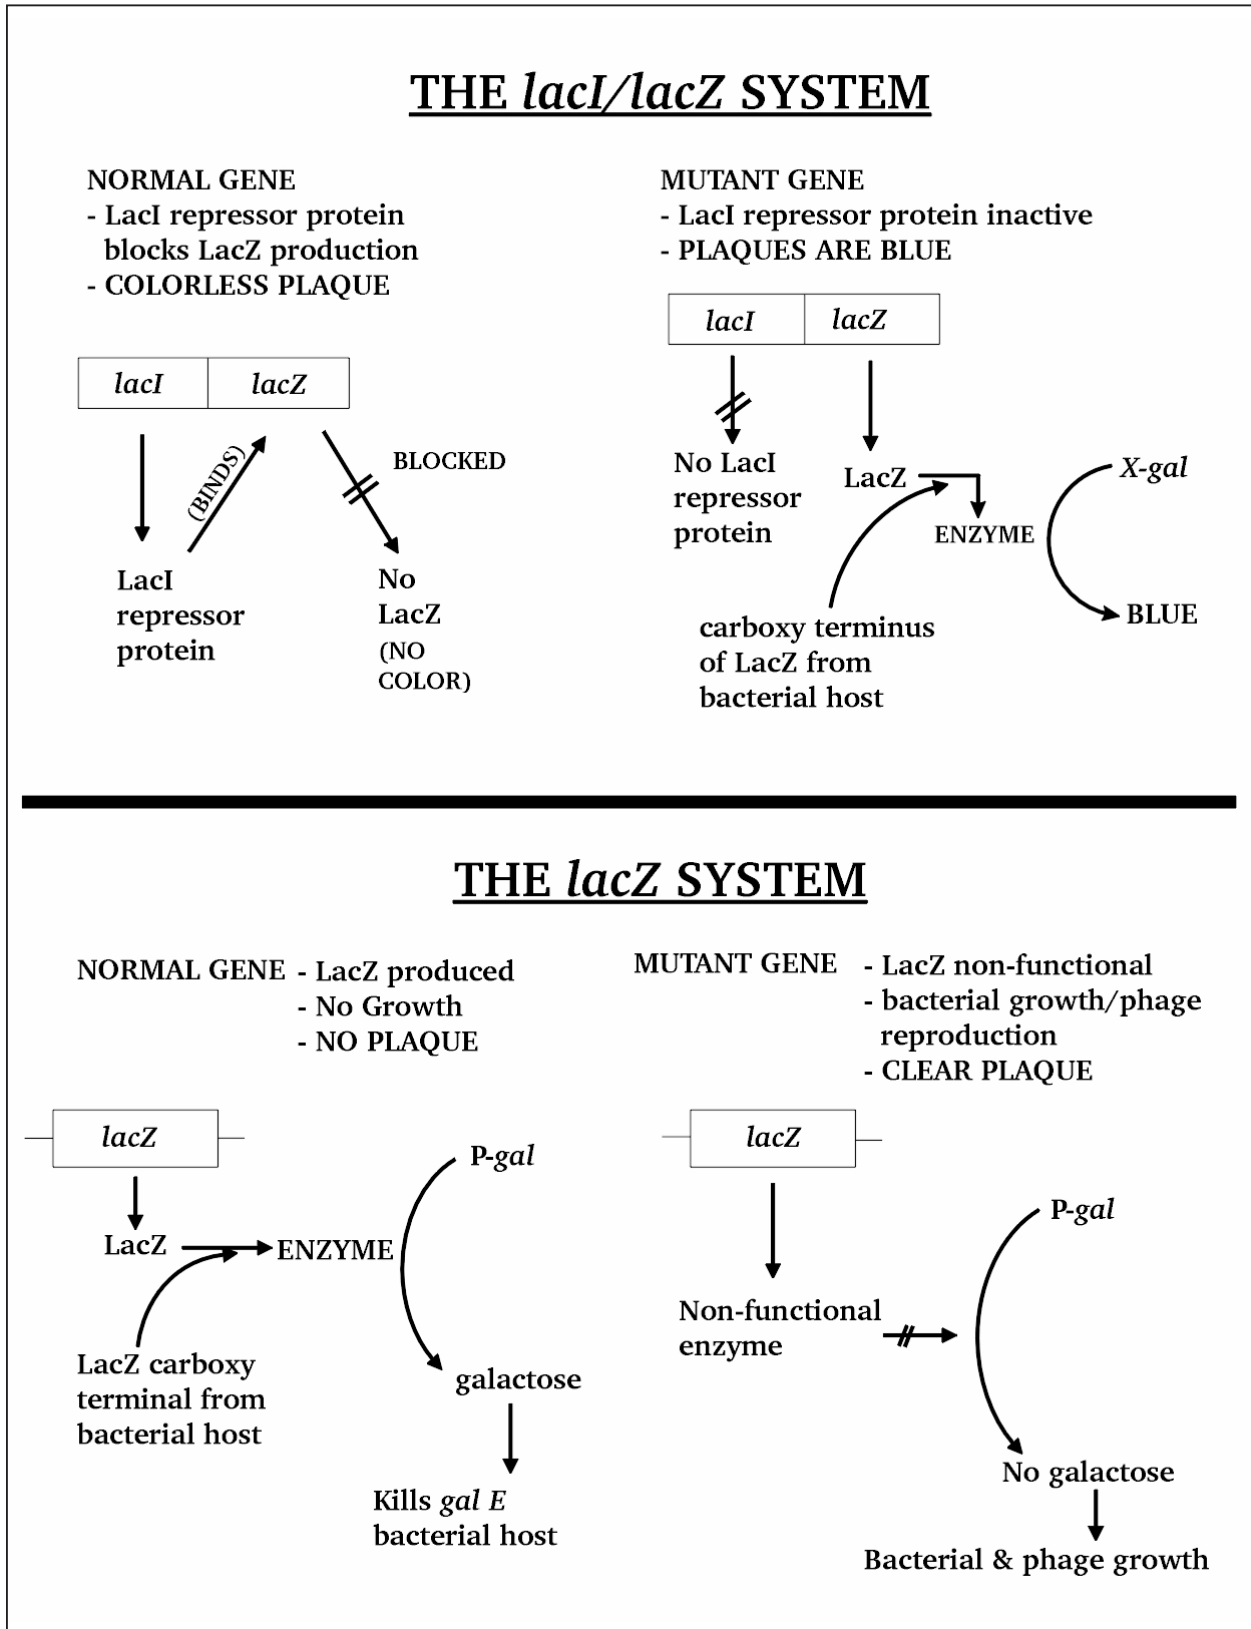 THE lacI/lacZ SYSTEM
NORMAL GENE
- LacI repressor protein
blocks LacZ production
- COLORLESS PLAQUE
lacI
lacZ
(BINDS)
BLOCKED
LacI
repressor
protein
No
LacZ
(NO
COLOR)
MUTANT GENE
- LacI repressor protein inactive
- PLAQUES ARE BLUE
lacI
lacZ
No LacI
repressor
protein
LacZ
ENZYME
X-gal
BLUE
carboxy terminus
of LacZ from
bacterial host
THE lacZ SYSTEM
NORMAL GENE - LacZ produced
- No Growth
- NO PLAQUE
lacZ
LacZ
ENZYME
P-gal
LacZ carboxy
terminal from
bacterial host
galactose
Kills gal E
bacterial host
MUTANT GENE - LacZ non-functional
- bacterial growth/phage
reproduction
- CLEAR PLAQUE
lacZ
P-gal
Non-functional
enzyme
No galactose
Bacterial & phage growth